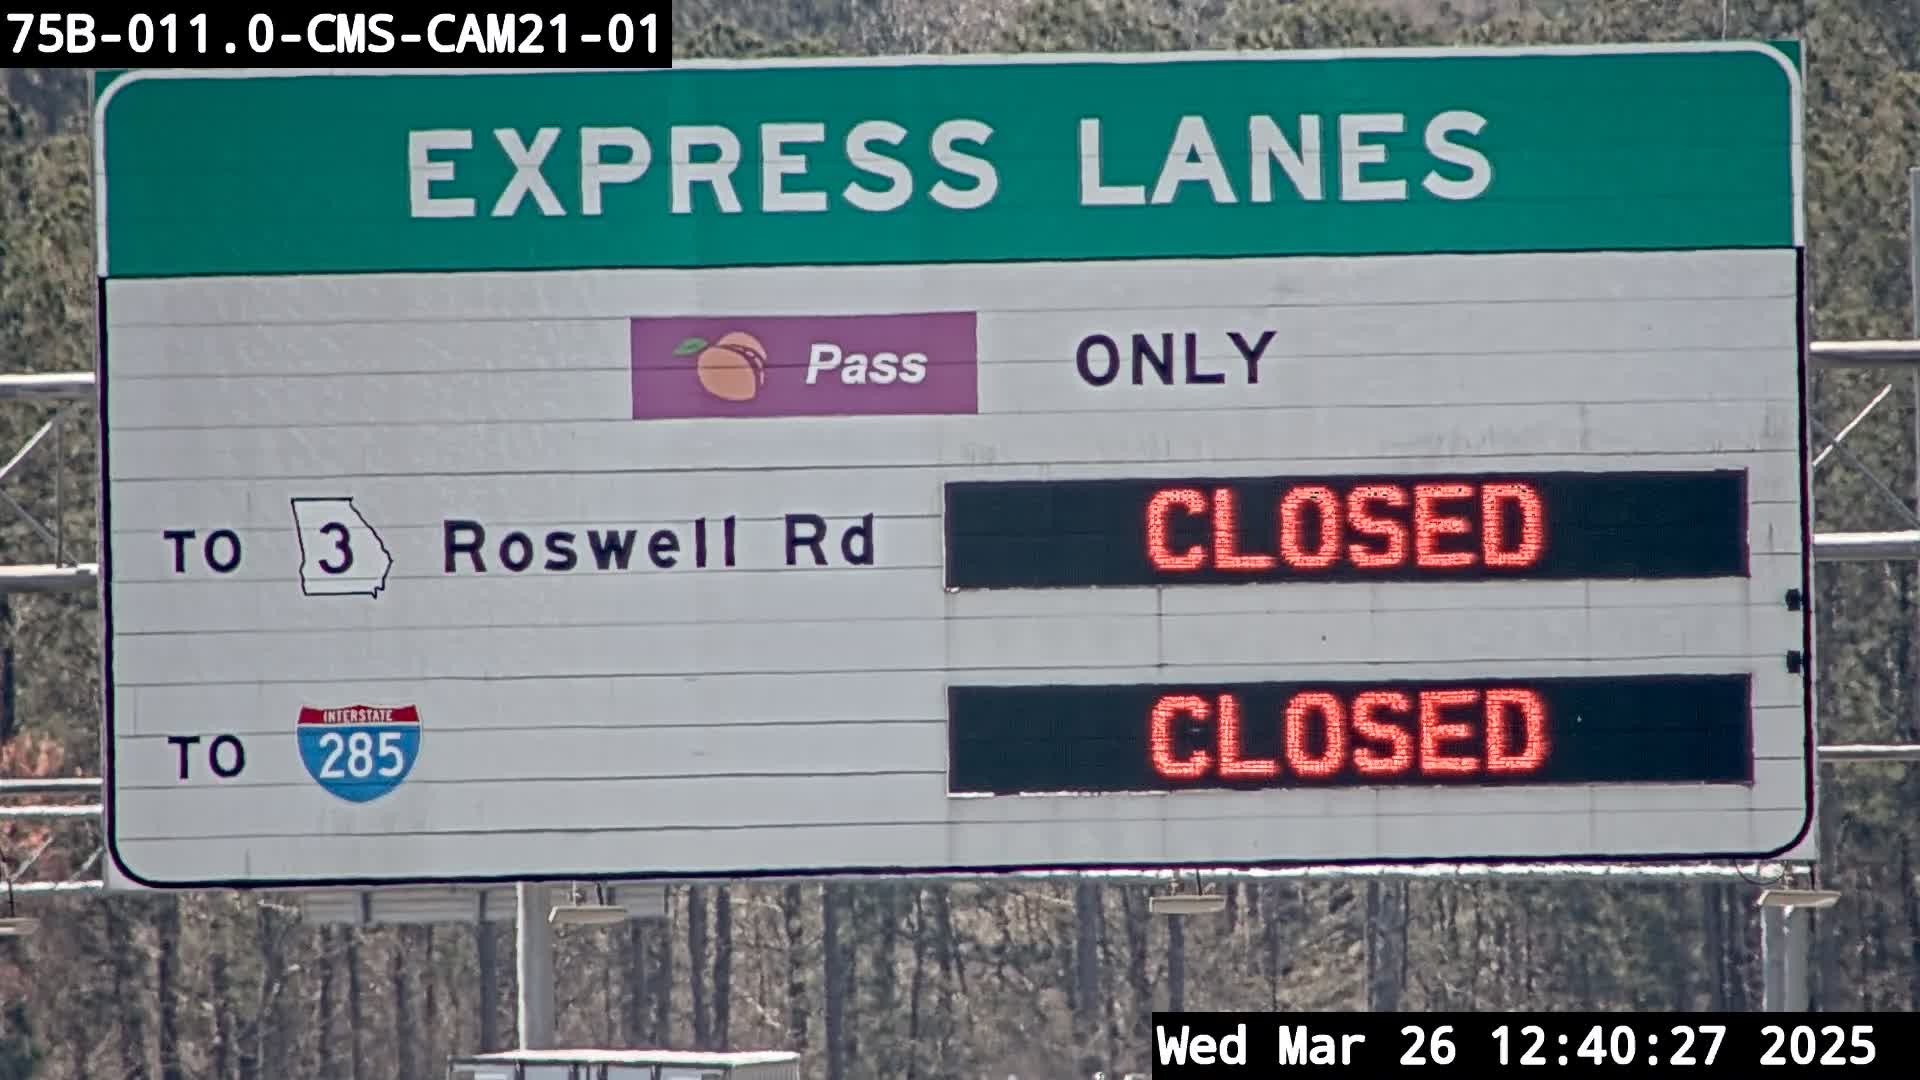 75B-011.0-CMS-CAM21-01
EXPRESS LANES
Pass ONLY
TO 3 Roswell Rd CLOSED
INTERSTATE
TO 285 CLOSED
Wed Mar 26 12:40:27 2025